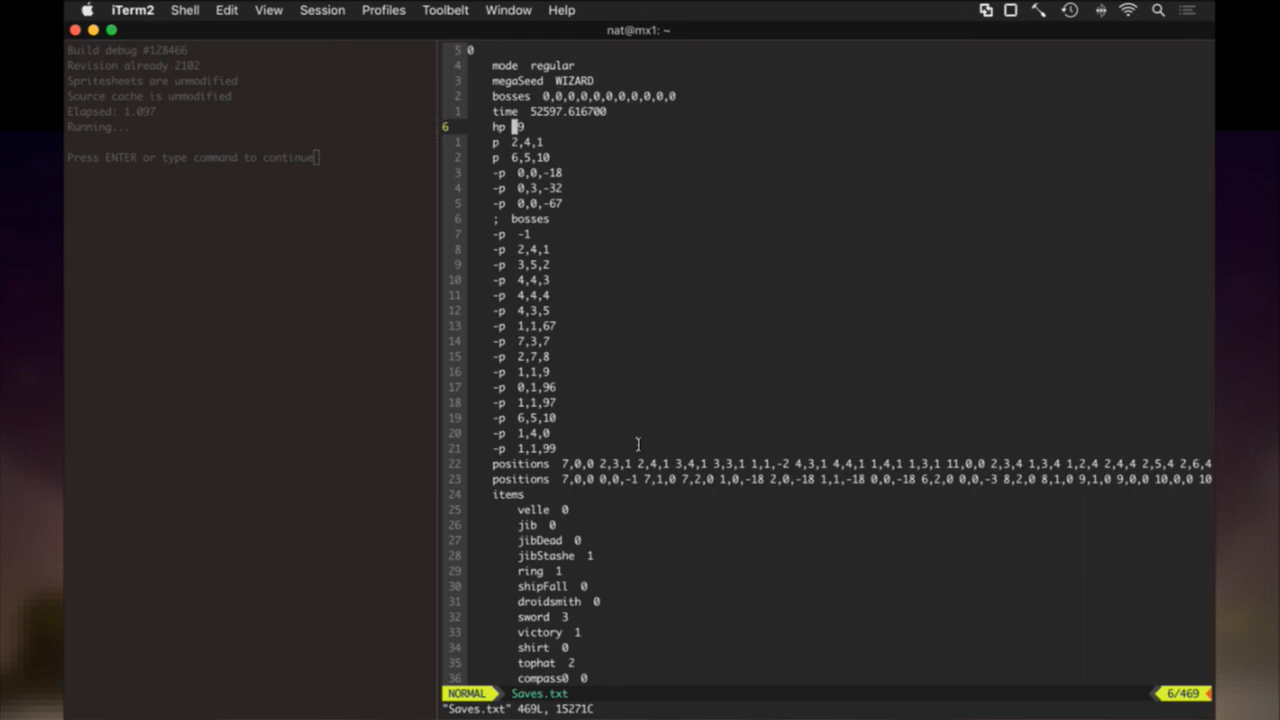 iTerm2 Shell Edit View Session Profiles Toolbelt Window Help
nat@mx1: ~
Build debug #128466
Revision already 2102
Spritesheets are unmodified
Source cache is unmodified
Elapsed: 1.097
Running...
Press ENTER or type command to continue
5 0
4 mode regular
3 megaSeed WIZARD
2 bosses 0,0,0,0,0,0,0,0,0,0,0
1 time 52597.616700
6 hp 9
1 p 2,4,1
2 p 6,5,10
3 -p 0,0,-18
4 -p 0,3,-32
5 -p 0,0,-67
6 ; bosses
7 -p -1
8 -p 2,4,1
9 -p 3,5,2
10 -p 4,4,3
11 -p 4,4,4
12 -p 4,3,5
13 -p 1,1,67
14 -p 7,3,7
15 -p 2,7,8
16 -p 1,1,9
17 -p 0,1,96
18 -p 1,1,97
19 -p 6,5,10
20 -p 1,4,0
21 -p 1,1,99
22 positions 7,0,0 2,3,1 2,4,1 3,4,1 3,3,1 1,1,-2 4,3,1 4,4,1 1,4,1 1,3,1 11,0,0 2,3,4 1,3,4 1,2,4 2,4,4 2,5,4 2,6,4
23 positions 7,0,0 0,0,-1 7,1,0 7,2,0 1,0,-18 2,0,-18 1,1,-18 0,0,-18 6,2,0 0,0,-3 8,2,0 8,1,0 9,1,0 9,0,0 10,0,0 10
24 items
25 velle 0
26 jib 0
27 jibDead 0
28 jibStashe 1
29 ring 1
30 shipFall 0
31 droidsmith 0
32 sword 3
33 victory 1
34 shirt 0
35 tophat 2
36 compass0 0
NORMAL Saves.txt 6/469
"Saves.txt" 469L, 15271C